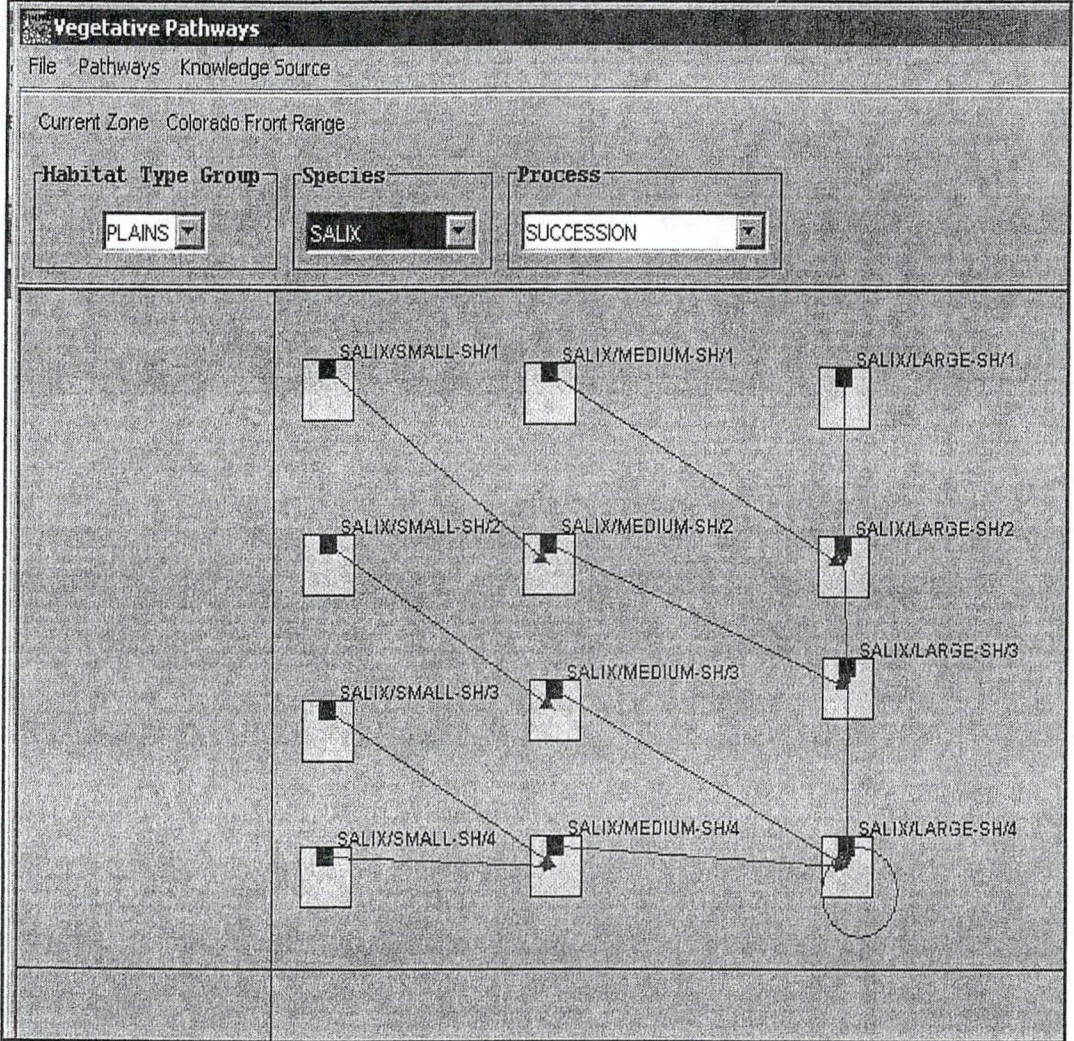 Vegetative Pathways
File Pathways Knowledge Source
Current Zone Colorado Front Range
Habitat Type Group Species Process
PLAINS SALIX SUCCESSION
SALIX/SMALL-SH/1 SALIX/MEDIUM-SH/1 SALIX/LARGE-SH/1
SALIX/SMALL-SH/2 SALIX/MEDIUM-SH/2 SALIX/LARGE-SH/2
SALIX/SMALL-SH/3 SALIX/MEDIUM-SH/3 SALIX/LARGE-SH/3
SALIX/SMALL-SH/4 SALIX/MEDIUM-SH/4 SALIX/LARGE-SH/4